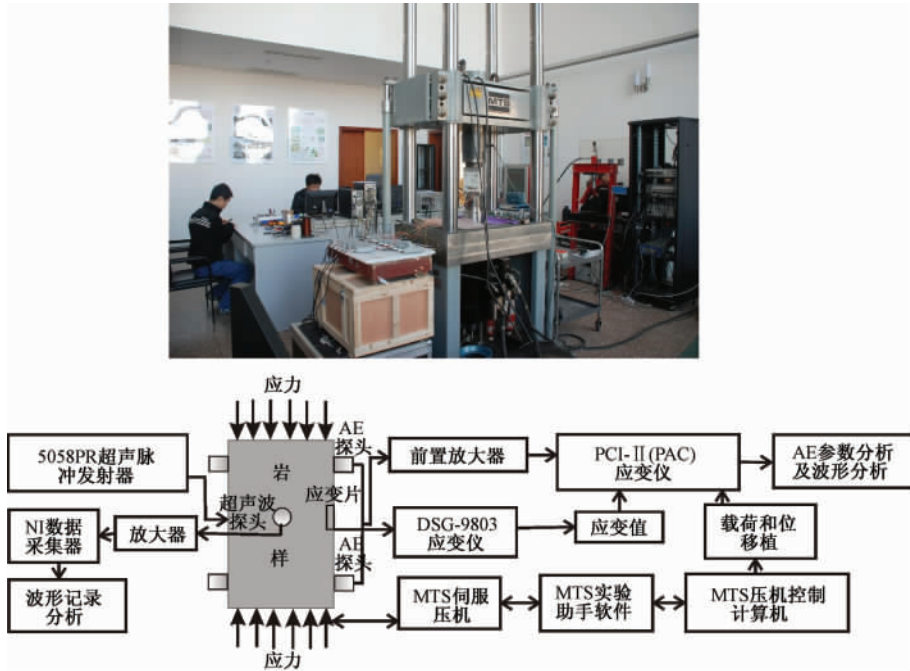 MTS
应力
AE
探头
5058PR超声脉
冲发射器
岩
前置放大器
PCI-Ⅱ(PAC)
应变仪
AE参数分析
及波形分析
超声波
探头
应变片
NI数据
采集器
放大器
DSG-9803
应变仪
应变值
载荷和位
移植
样
AE
探头
波形记录
分析
MTS伺服
压机
MTS实验
助手软件
MTS压机控制
计算机
应力